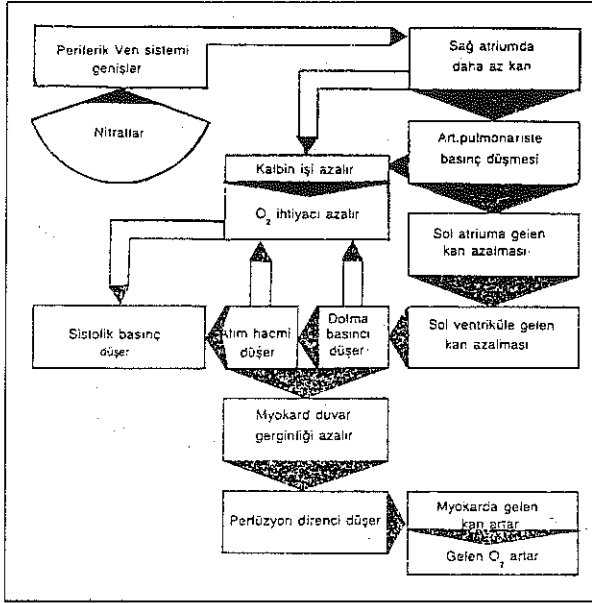 Periferik Ven sistemi
genişler
Nitratlar
Sağ atriumda
daha az kan
Art.pulmonariste
basınç düşmesi
Kalbin işi azalır
O₂ ihtiyacı azalır
Sol atriuma gelen
kan azalması
Sol ventriküle gelen
kan azalması
Dolma
basıncı
düşer
Atım hacmi
düşer
Sistolik basınç
düşer
Myokard duvar
gerginliği azalır
Perfüzyon direnci düşer
Myokarda gelen
kan artar
Gelen O₂ artar